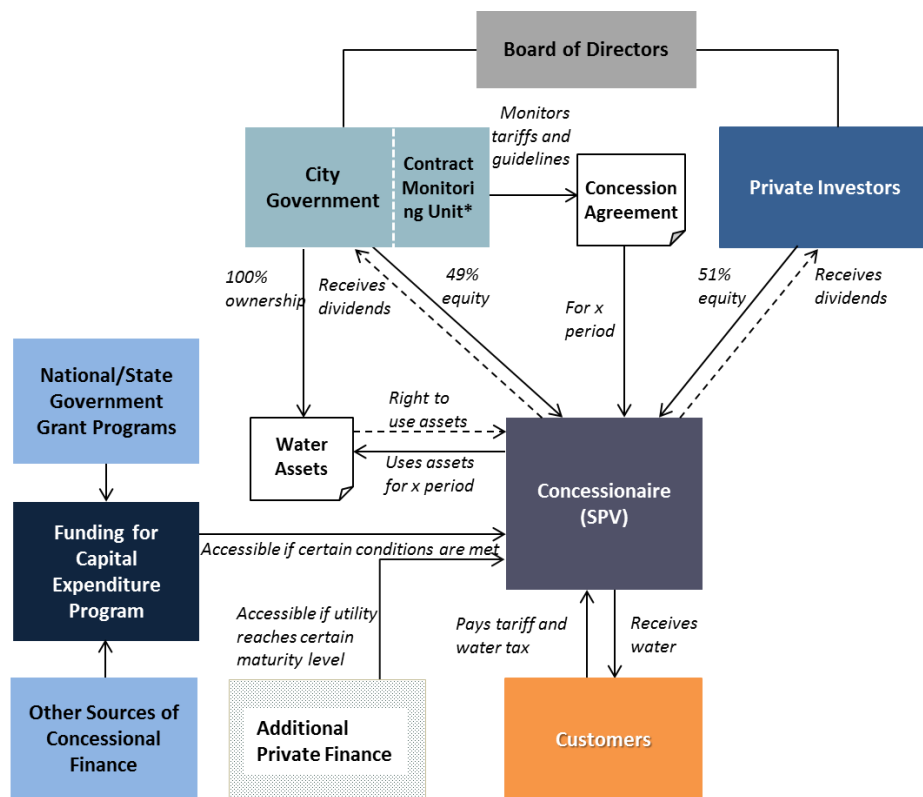 Board of Directors
Monitors
tariffs and
guidelines
City
Government
Contract
Monitori
ng Unit*
Concession
Agreement
Private Investors
100%
ownership
Receives
dividends
49%
equity
For x
period
51%
equity
Receives
dividends
National/State
Government
Grant Programs
Right to
use assets
Water
Assets
Uses assets
for x period
Concessionaire
(SPV)
Funding for
Capital
Expenditure
Program
Accessible if certain conditions are met
Accessible if utility
reaches certain
maturity level
Pays tariff and
water tax
Receives
water
Other Sources of
Concessional
Finance
Additional
Private Finance
Customers